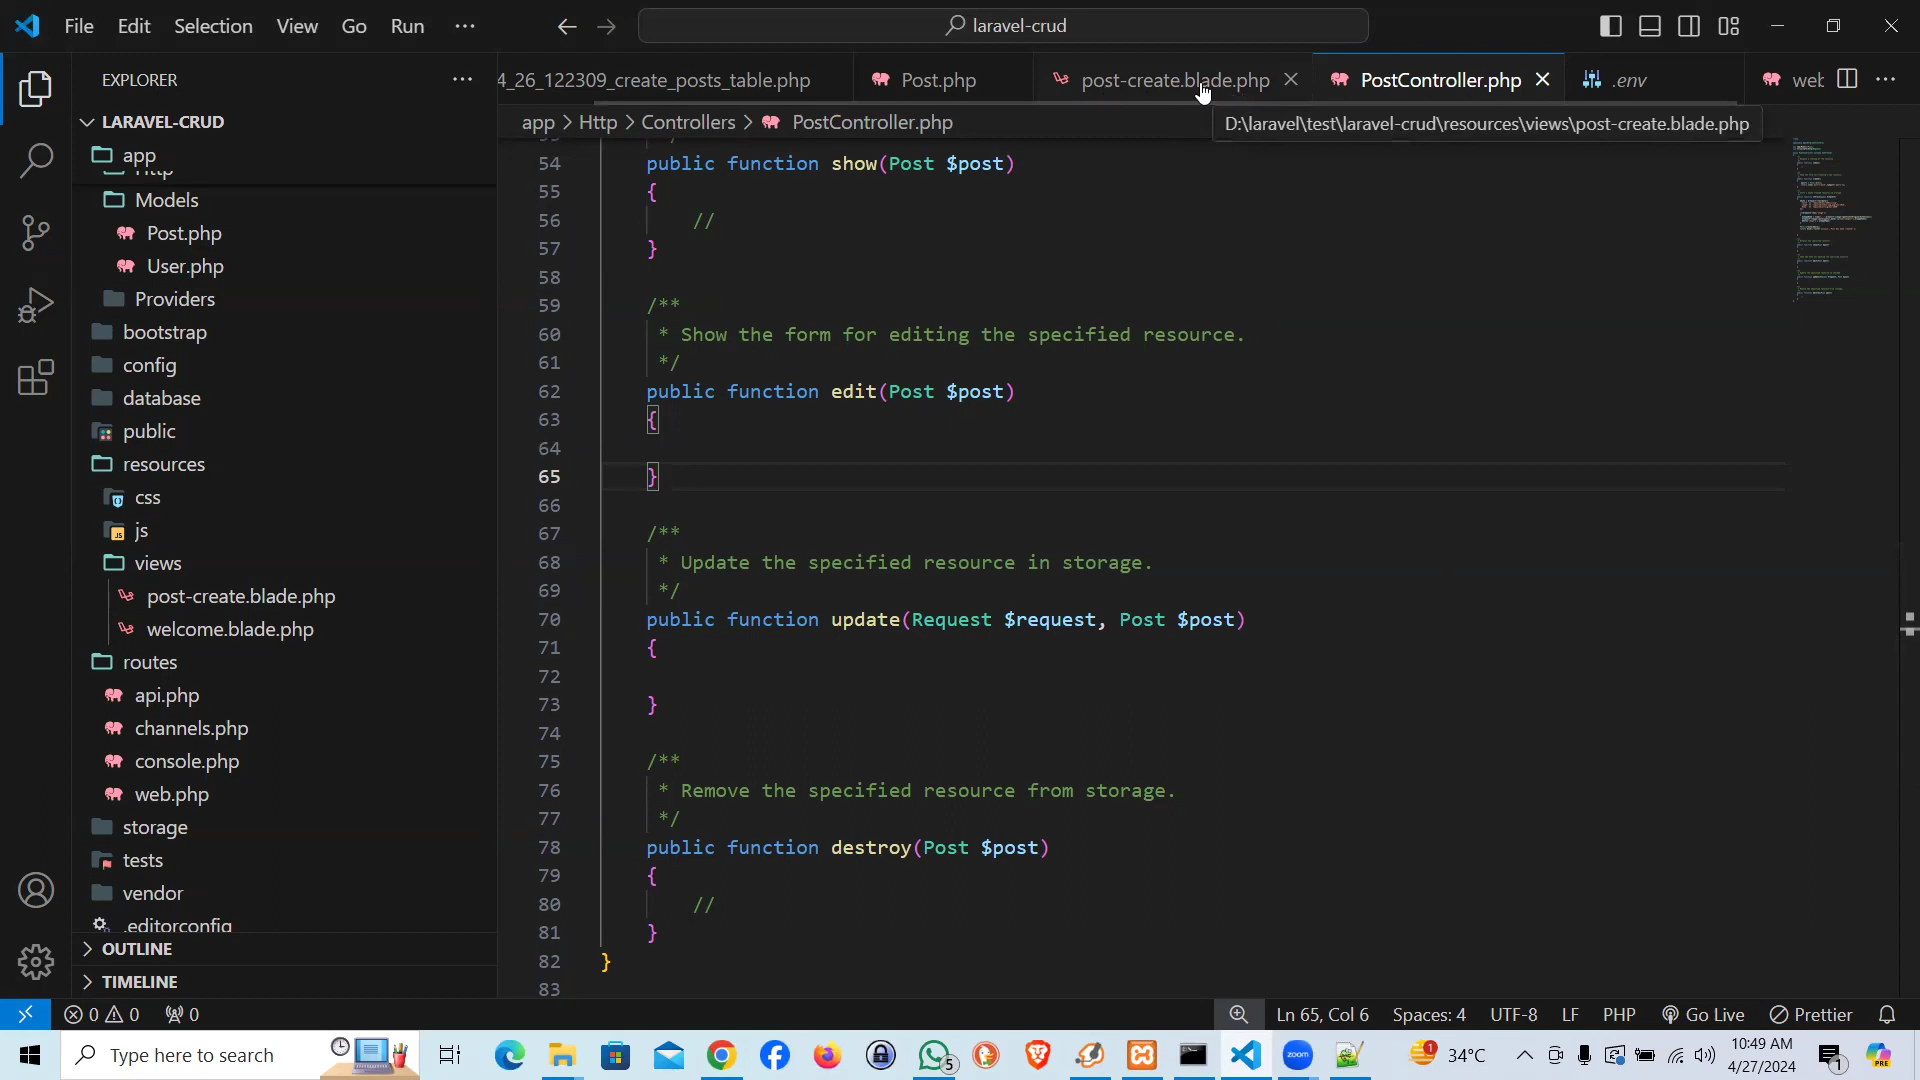 File Edit Selection View Go Run ...
laravel-crud
EXPLORER
4_26_122309_create_posts_table.php Post.php post-create.blade.php PostController.php .env web
app > Http > Controllers > PostController.php
D:\laravel\test\laravel-crud\resources\views\post-create.blade.php
LARAVEL-CRUD
app
Http
Models
Post.php
User.php
Providers
bootstrap
config
database
public
resources
css
js
views
post-create.blade.php
welcome.blade.php
routes
api.php
channels.php
console.php
web.php
storage
tests
vendor
.editorconfig
OUTLINE
TIMELINE
54 public function show(Post $post)
55 {
56 //
57 }
58
59 /**
60 * Show the form for editing the specified resource.
61 */
62 public function edit(Post $post)
63 {
64
65 }
66
67 /**
68 * Update the specified resource in storage.
69 */
70 public function update(Request $request, Post $post)
71 {
72
73 }
74
75 /**
76 * Remove the specified resource from storage.
77 */
78 public function destroy(Post $post)
79 {
80 //
81 }
82 }
83
0 0 0 Ln 65, Col 6 Spaces: 4 UTF-8 LF PHP Go Live Prettier
Type here to search 5 zoom 1 34°C 10:49 AM
4/27/2024 1 PRE